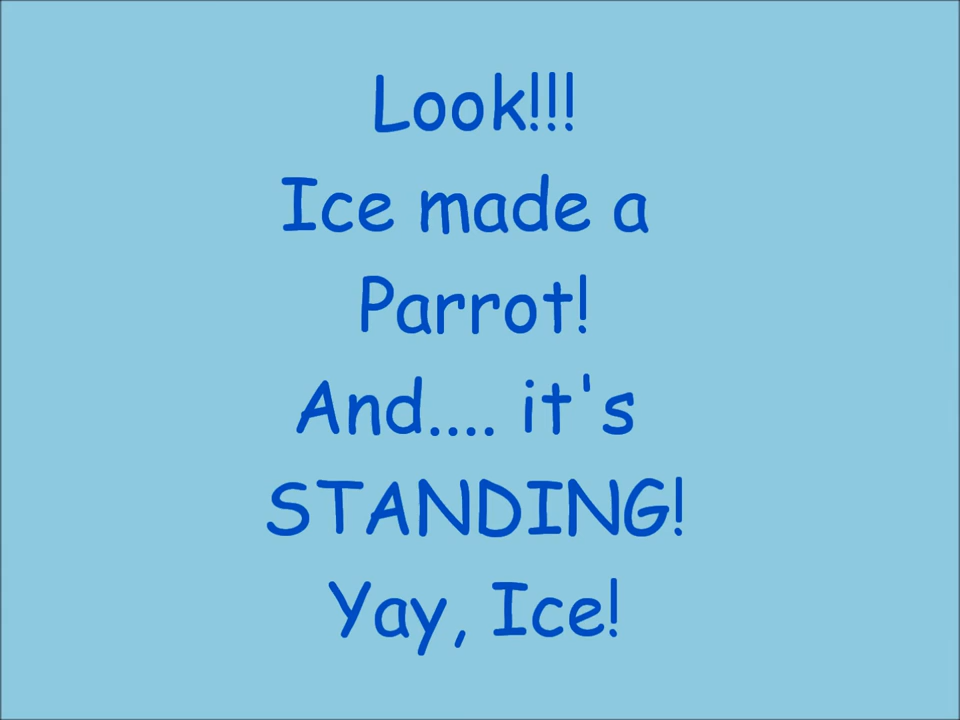 Look!!!
Ice made a
Parrot!
And.... it's
STANDING!
Yay, Ice!